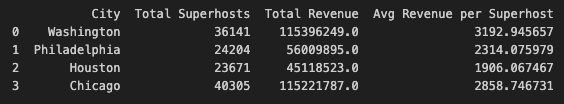 City Total Superhosts Total Revenue Avg Revenue per Superhost
0 Washington 36141 115396249.0 3192.945657
1 Philadelphia 24204 56009895.0 2314.075979
2 Houston 23671 45118523.0 1906.067467
3 Chicago 40305 115221787.0 2858.746731